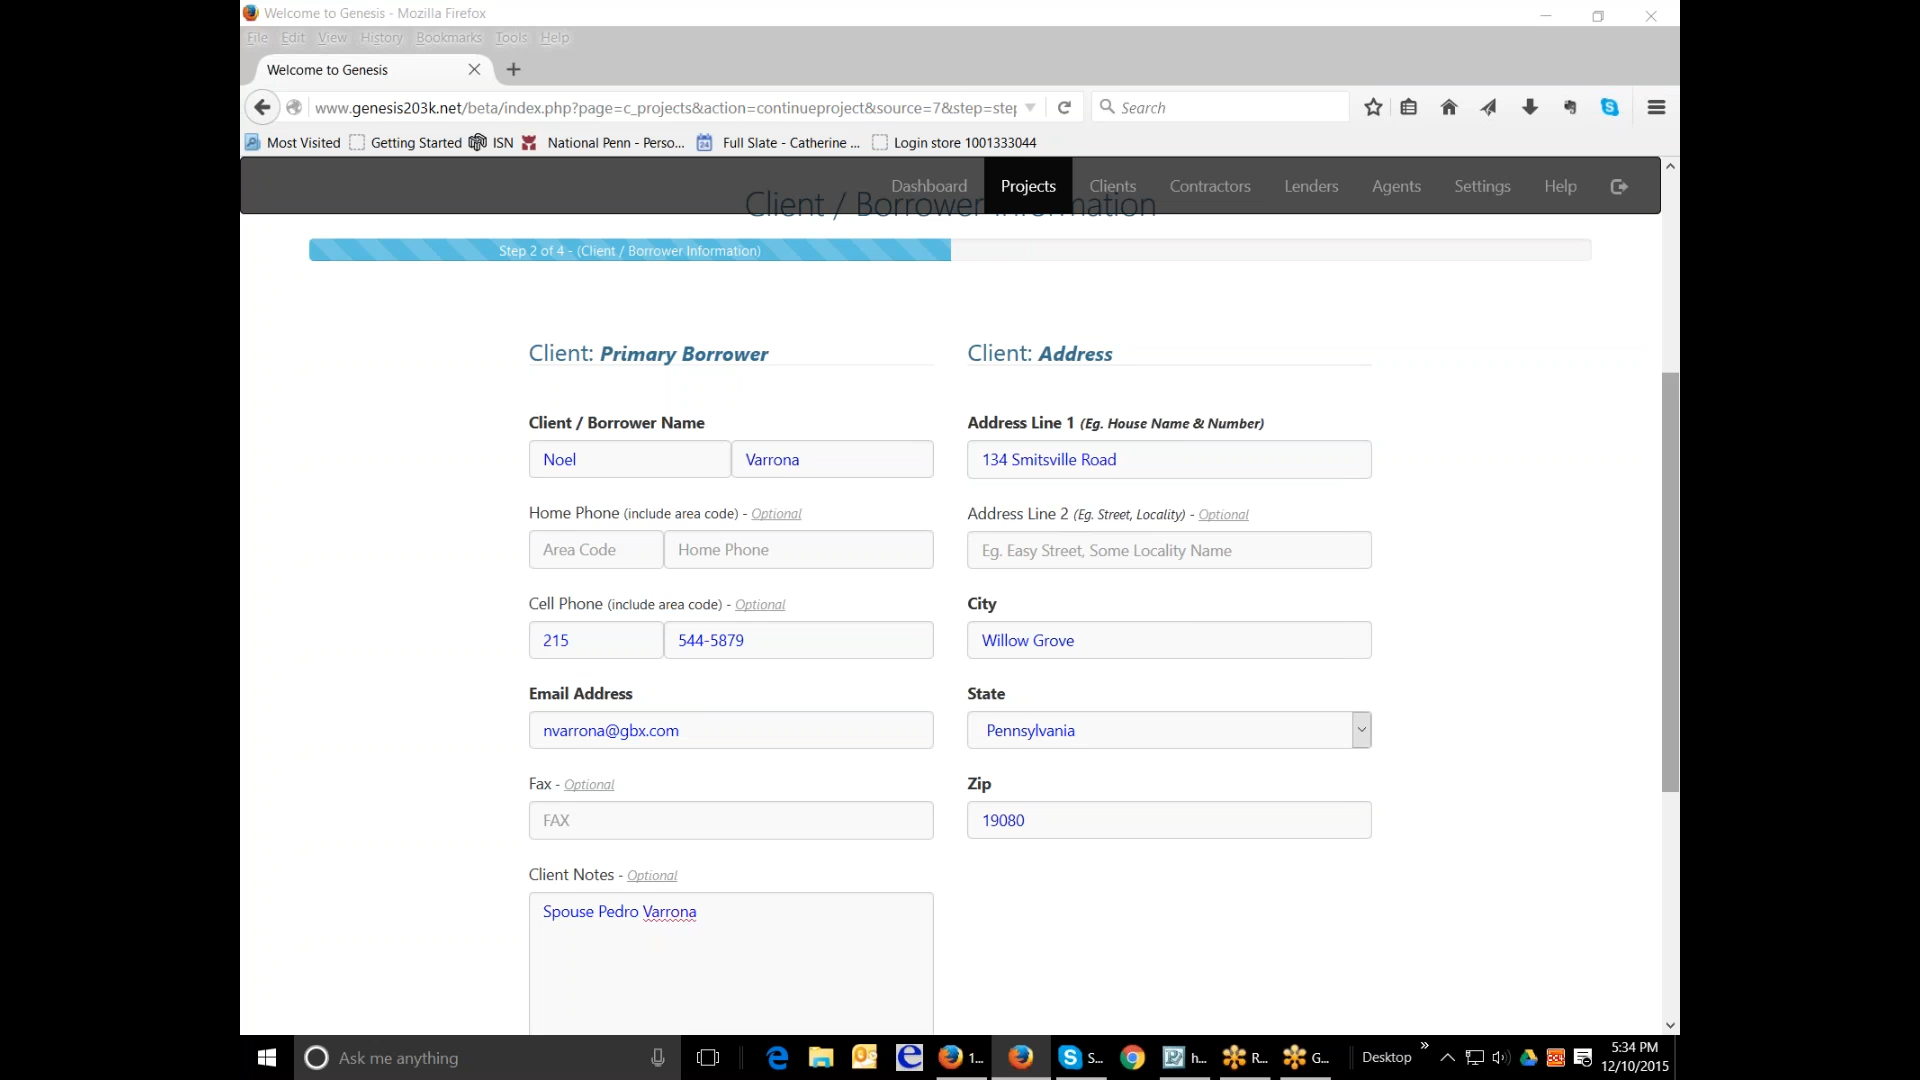 Welcome to Genesis - Mozilla Firefox
File Edit View History Bookmarks Tools Help
Welcome to Genesis
www.genesis203k.net/beta/index.php?page=c_projects&action=continueproject&source=7&step=step
Search
Most Visited Getting Started ISN National Penn - Perso... Full Slate - Catherine ... Login store 1001333044
Dashboard Projects Clients Contractors Lenders Agents Settings Help
Client / Borrower Information
Step 2 of 4 - (Client / Borrower Information)
Client: Primary Borrower
Client / Borrower Name
Noel Varrona
Home Phone (include area code) - Optional
Area Code Home Phone
Cell Phone (include area code) - Optional
215 544-5879
Email Address
nvarrona@gbx.com
Fax - Optional
FAX
Client Notes - Optional
Spouse Pedro Varrona
Client: Address
Address Line 1 (Eg. House Name & Number)
134 Smitsville Road
Address Line 2 (Eg. Street, Locality) - Optional
Eg. Easy Street, Some Locality Name
City
Willow Grove
State
Pennsylvania
Zip
19080
Ask me anything
1... S... h... R... G... Desktop
5:34 PM
12/10/2015